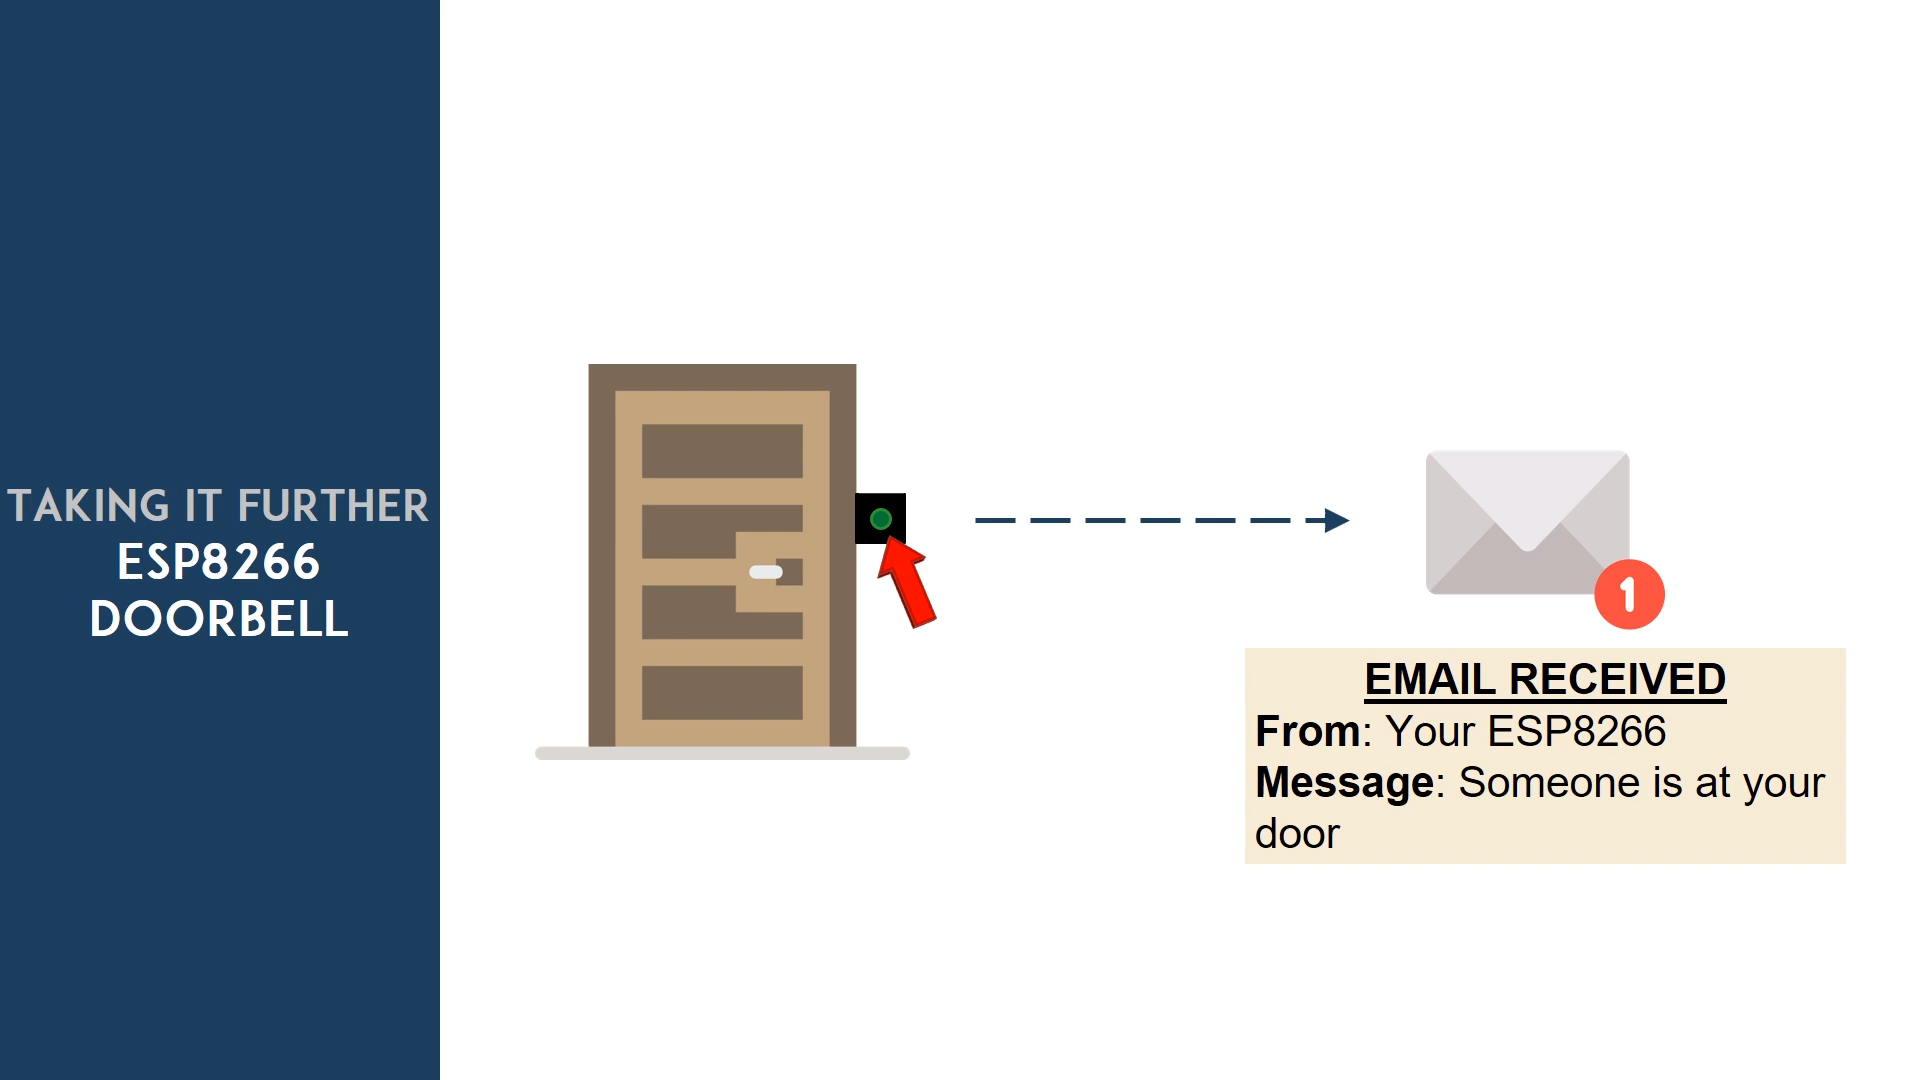 TAKING IT FURTHER
ESP8266
DOORBELL
1
EMAIL RECEIVED
From: Your ESP8266
Message: Someone is at your
door